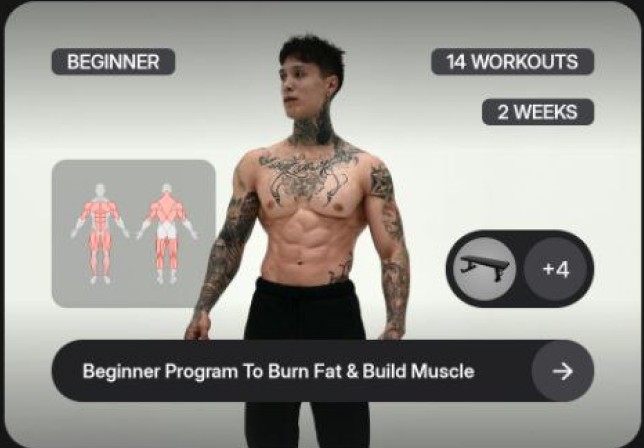 BEGINNER
14 WORKOUTS
2 WEEKS
+4
Beginner Program To Burn Fat & Build Muscle